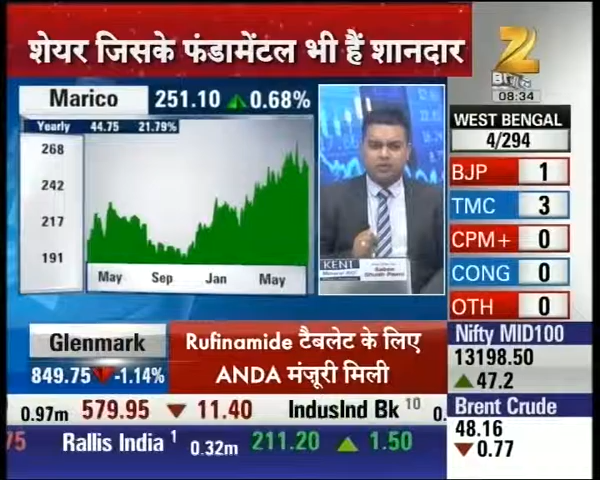 शेयर जिसके फंडामेंटल भी हैं शानदार
Z
08:34
Marico 251.10 0.68%
Yearly 44.75 21.79%
268
242
217
191
May Sep Jan May
KENT
WEST BENGAL
4/294
BJP 1
TMC 3
CPM+ 0
CONG 0
OTH 0
Glenmark
849.75 -1.14%
Rufinamide टैबलेट के लिए
ANDA मंजूरी मिली
Nifty MID100
13198.50
47.2
Brent Crude
48.16
0.77
0.97m 579.95 11.40 IndusInd Bk 10 0.
75 Rallis India 1 0.32m 211.20 1.50